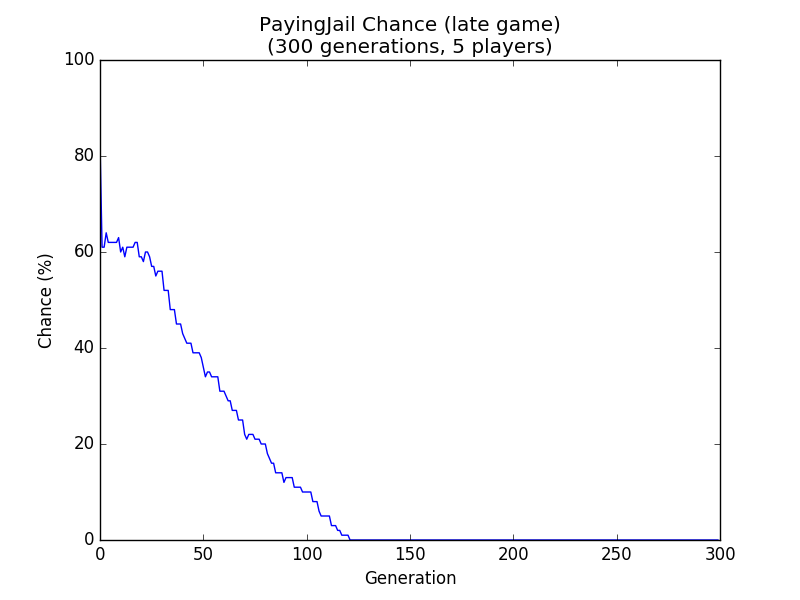 PayingJail Chance (late game)
(300 generations, 5 players)
100
80
60
40
20
0
Chance (%)
0 50 100 150 200 250 300
Generation